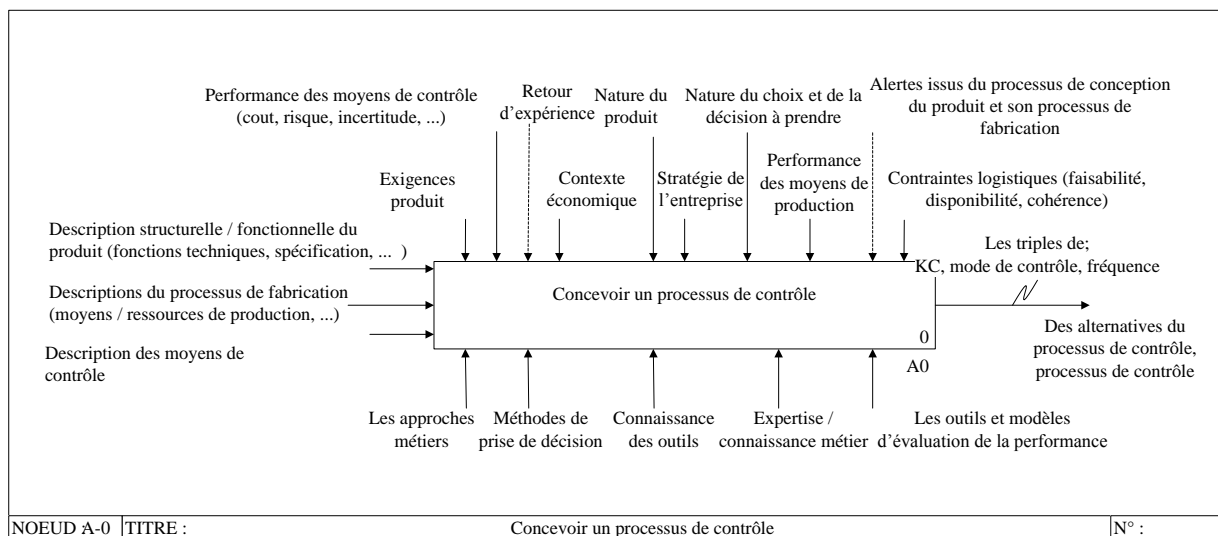 Performance des moyens de contrôle
(cout, risque, incertitude, ...)
Retour
d'expérience
Nature du
produit
Nature du choix et de la
décision à prendre
Alertes issus du processus de conception
du produit et son processus de
fabrication
Exigences
produit
Contexte
économique
Stratégie de
l'entreprise
Performance
des moyens de
production
Contraintes logistiques (faisabilité,
disponibilité, cohérence)
Description structurelle / fonctionnelle du
produit (fonctions techniques, spécification, ... )
Descriptions du processus de fabrication
(moyens / ressources de production, ...)
Description des moyens de
contrôle
Concevoir un processus de contrôle
0
A0
Les triples de;
KC, mode de contrôle, fréquence
Des alternatives du
processus de contrôle,
processus de contrôle
Les approches
métiers
Méthodes de
prise de décision
Connaissance
des outils
Expertise /
connaissance métier
Les outils et modèles
d'évaluation de la performance
NOEUD A-0
TITRE :
Concevoir un processus de contrôle
N° :